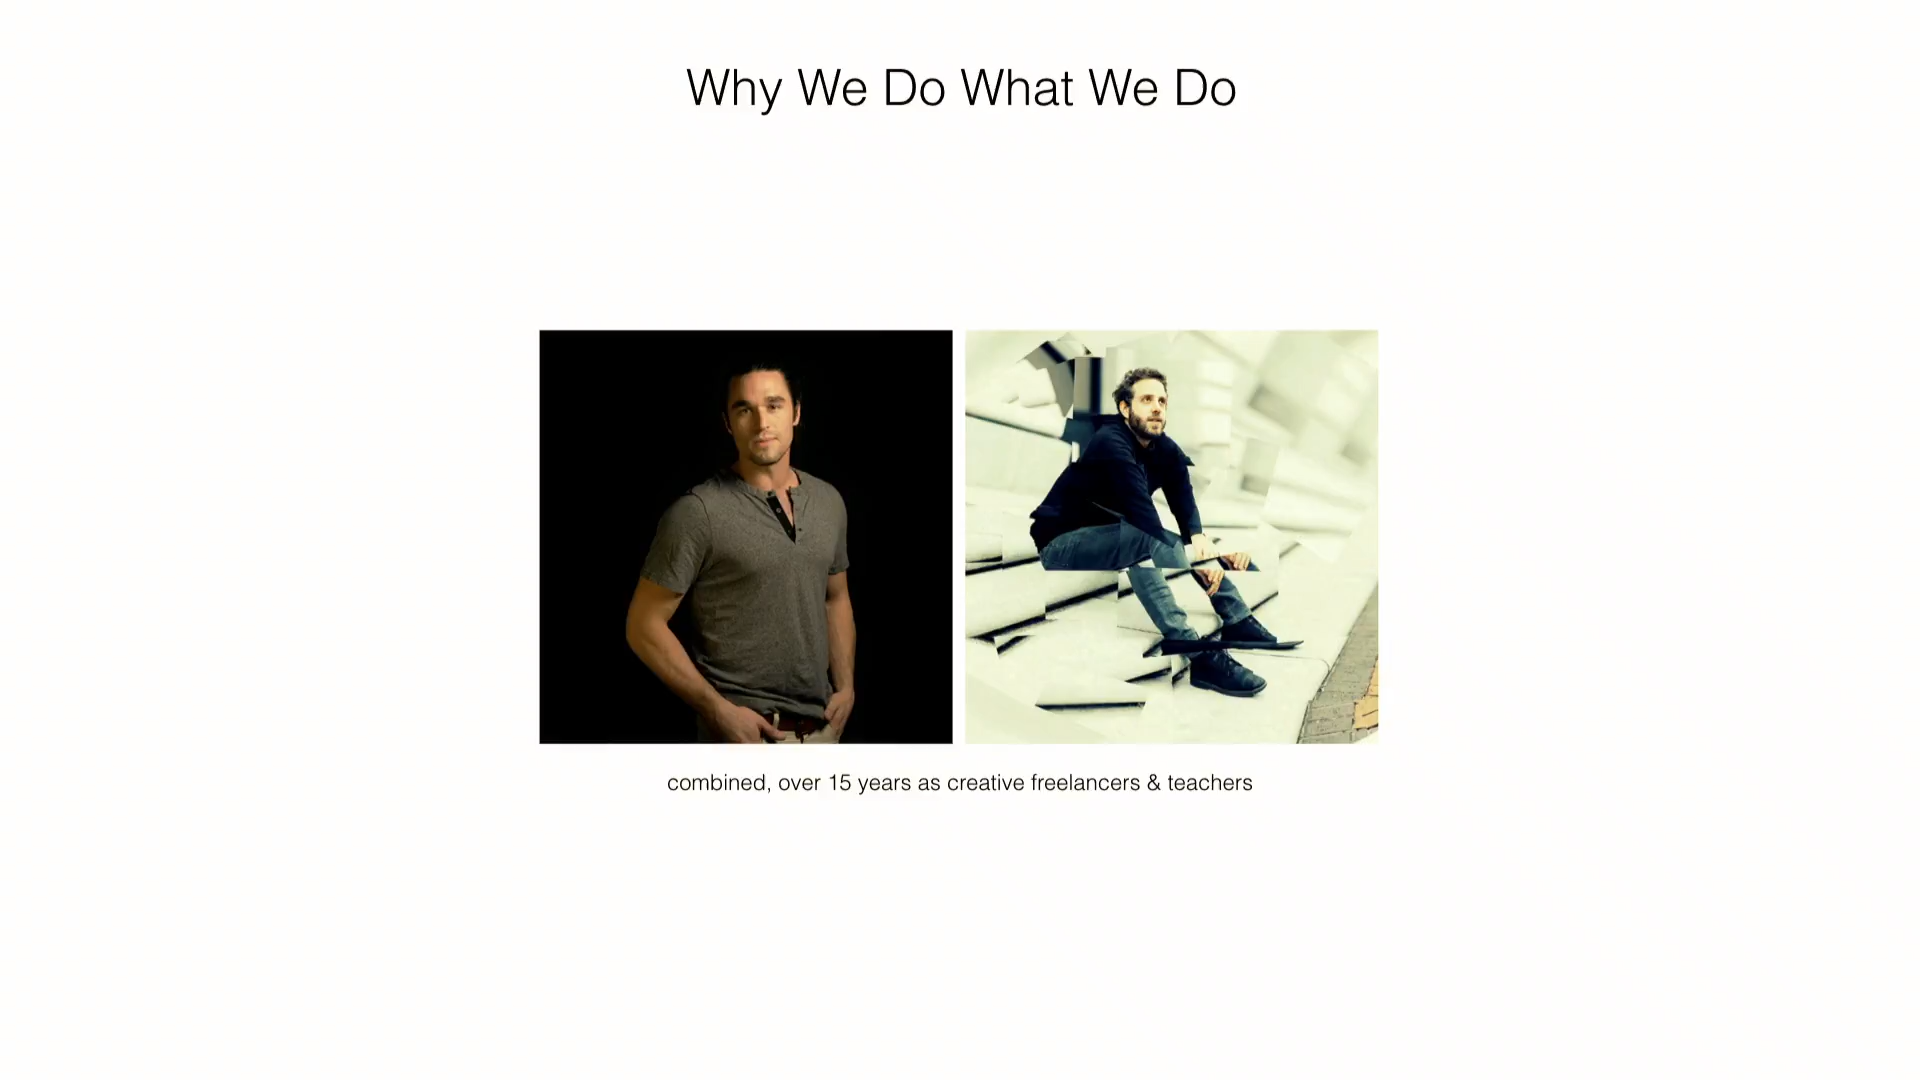 Why We Do What We Do
combined, over 15 years as creative freelancers & teachers